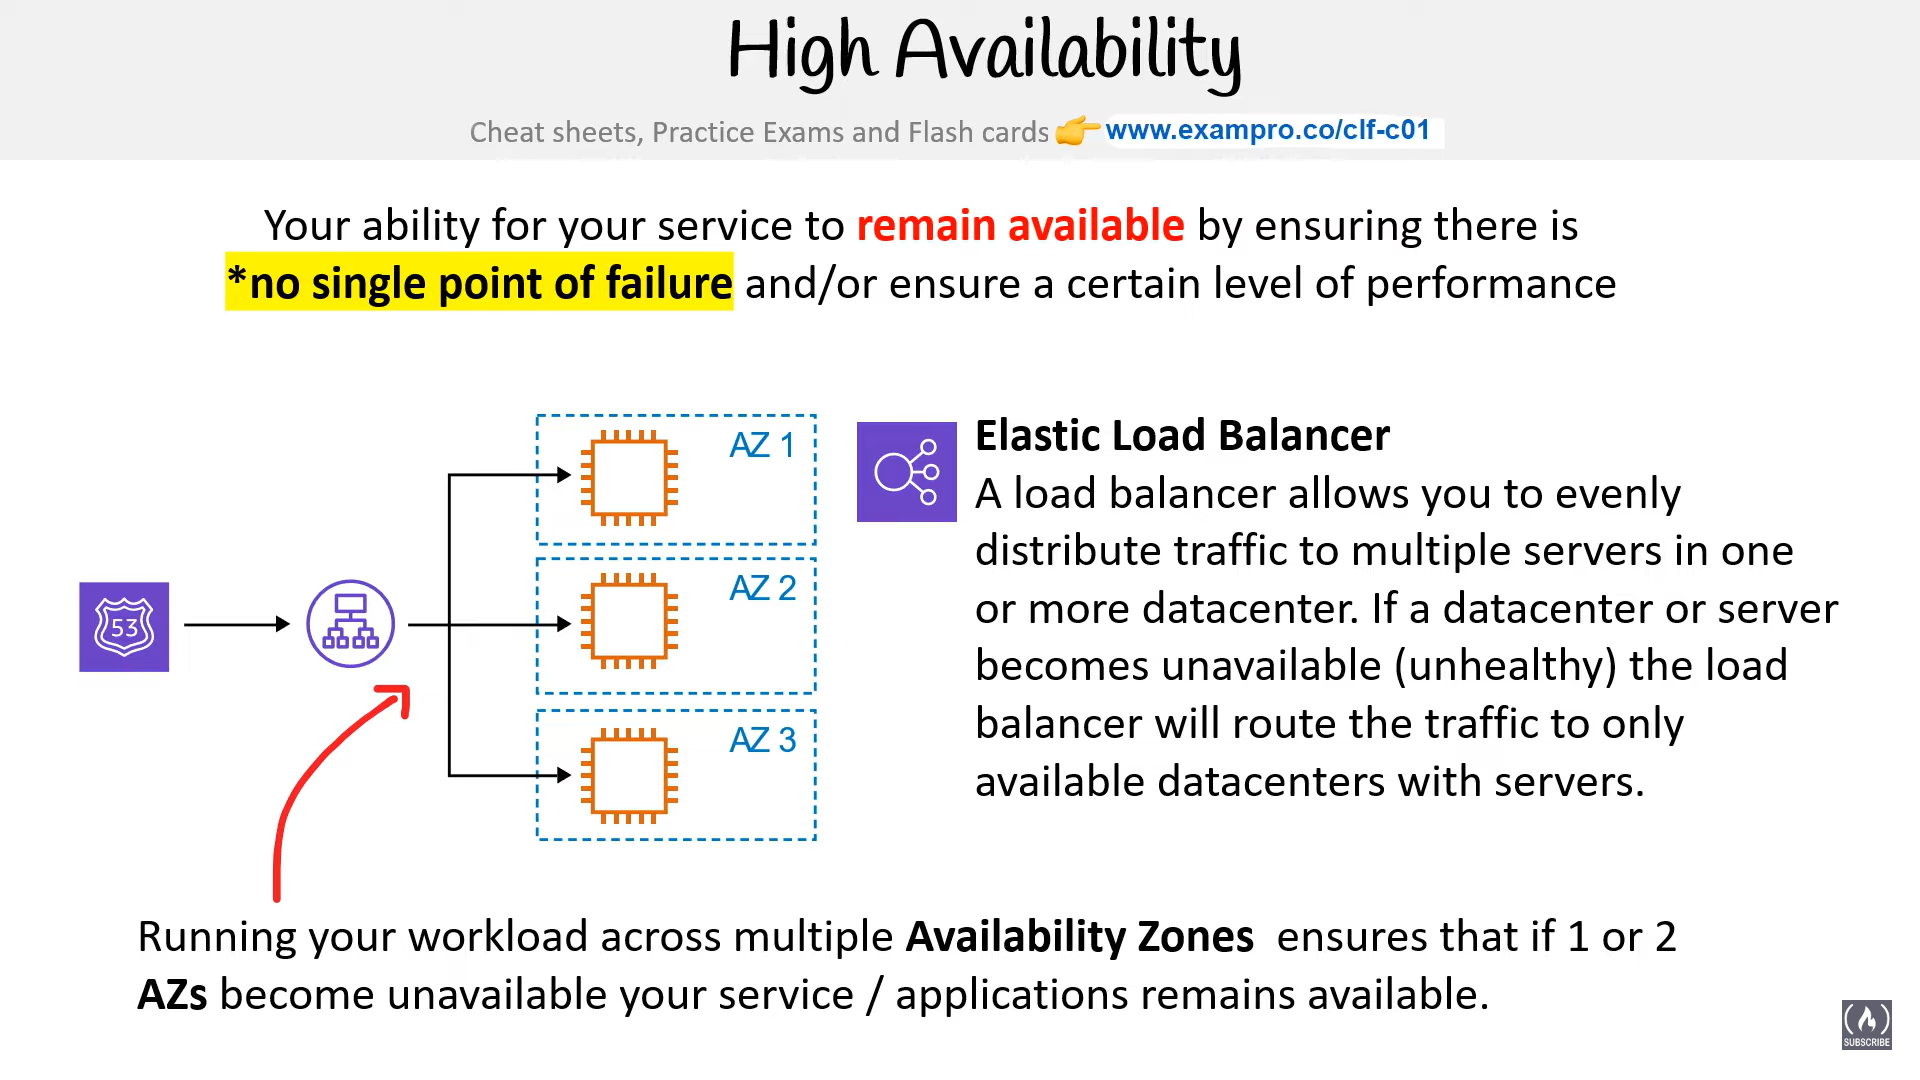 High Availability
Cheat sheets, Practice Exams and Flash cards 👉 www.exampro.co/clf-c01
Your ability for your service to remain available by ensuring there is
*no single point of failure and/or ensure a certain level of performance
53
AZ 1
AZ 2
AZ 3
Elastic Load Balancer
A load balancer allows you to evenly
distribute traffic to multiple servers in one
or more datacenter. If a datacenter or server
becomes unavailable (unhealthy) the load
balancer will route the traffic to only
available datacenters with servers.
Running your workload across multiple Availability Zones ensures that if 1 or 2
AZs become unavailable your service / applications remains available.
SUBSCRIBE